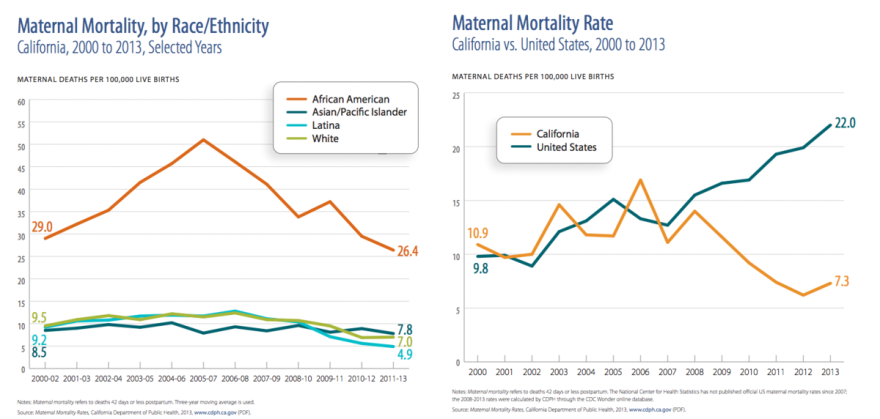 Maternal Mortality, by Race/Ethnicity
California, 2000 to 2013, Selected Years
MATERNAL DEATHS PER 100,000 LIVE BIRTHS
African American
Asian/Pacific Islander
Latina
White
60
55
50
45
40
35
30
25
20
15
10
5
0
29.0
26.4
9.5
9.2
8.5
7.8
7.0
4.9
2000-02 2001-03 2002-04 2003-05 2004-06 2005-07 2006-08 2007-09 2008-10 2009-11 2010-12 2011-13
Notes: Maternal mortality refers to deaths 42 days or less postpartum. Three-year moving average is used.
Source: Maternal Mortality Rates, California Department of Public Health, 2013, www.cdph.ca.gov (PDF).
Maternal Mortality Rate
California vs. United States, 2000 to 2013
MATERNAL DEATHS PER 100,000 LIVE BIRTHS
California
United States
25
20
15
10
5
0
10.9
9.8
22.0
7.3
2000 2001 2002 2003 2004 2005 2006 2007 2008 2009 2010 2011 2012 2013
Notes: Maternal mortality refers to deaths 42 days or less postpartum. The National Center for Health Statistics has not published official US maternal mortality rates since 2007;
the 2008-2013 rates were calculated by CDPH through the CDC Wonder online database.
Source: Maternal Mortality Rates, California Department of Public Health, 2013, www.cdph.ca.gov (PDF).